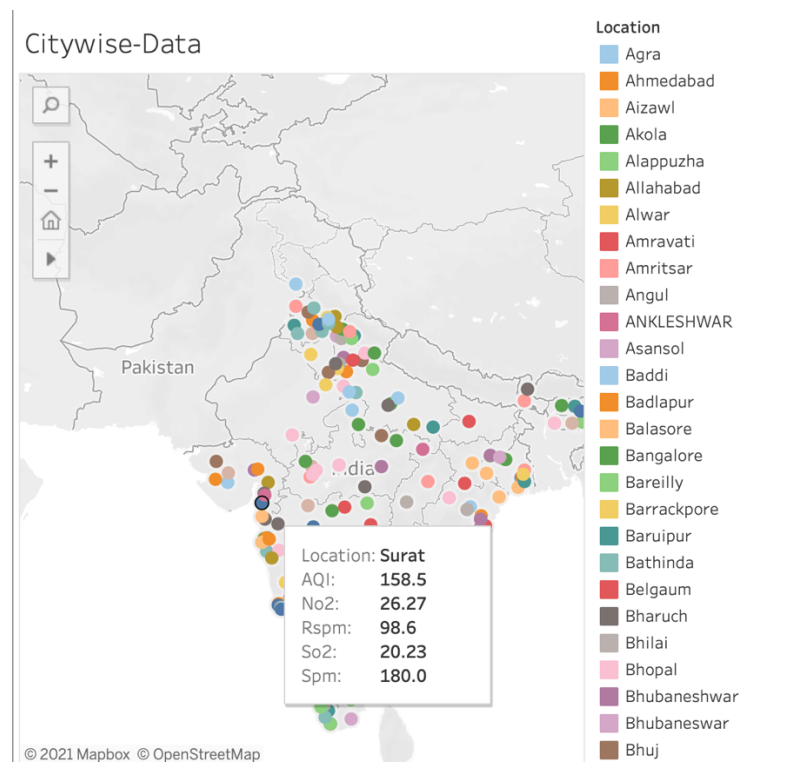 Citywise-Data
Pakistan
ndia
Location: Surat
AQI: 158.5
No2: 26.27
Rspm: 98.6
So2: 20.23
Spm: 180.0
© 2021 Mapbox © OpenStreetMap
Location
Agra
Ahmedabad
Aizawl
Akola
Alappuzha
Allahabad
Alwar
Amravati
Amritsar
Angul
ANKLESHWAR
Asansol
Baddi
Badlapur
Balasore
Bangalore
Bareilly
Barrackpore
Baruipur
Bathinda
Belgaum
Bharuch
Bhilai
Bhopal
Bhubaneshwar
Bhubaneswar
Bhuj